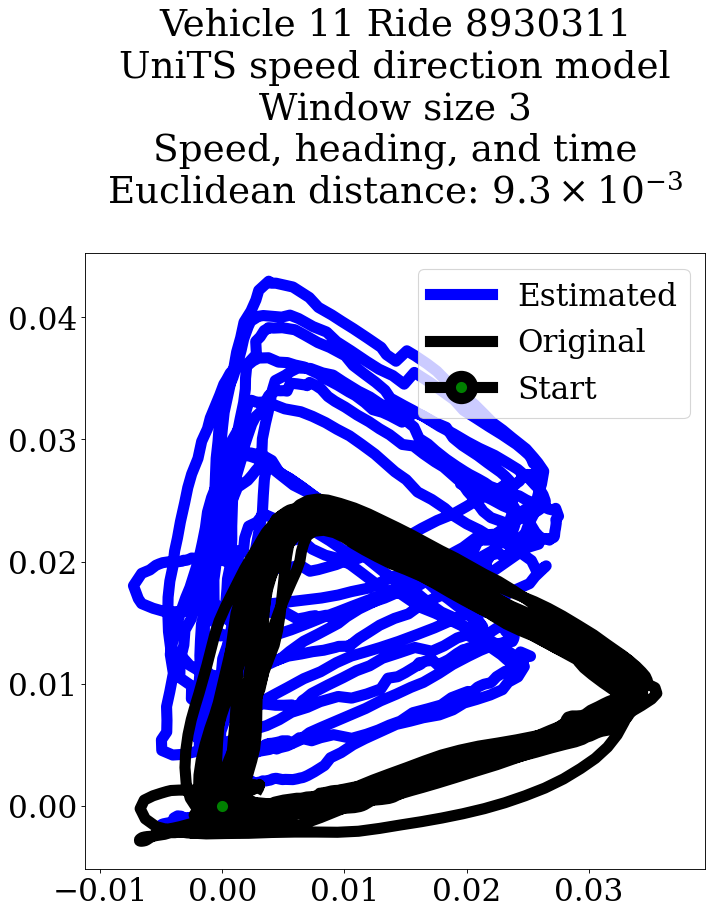 Vehicle 11 Ride 8930311
UniTS speed direction model
Window size 3
Speed, heading, and time
Euclidean distance: 9.3 × 10⁻³
Estimated
Original
Start
0.04
0.03
0.02
0.01
0.00
−0.01 0.00 0.01 0.02 0.03